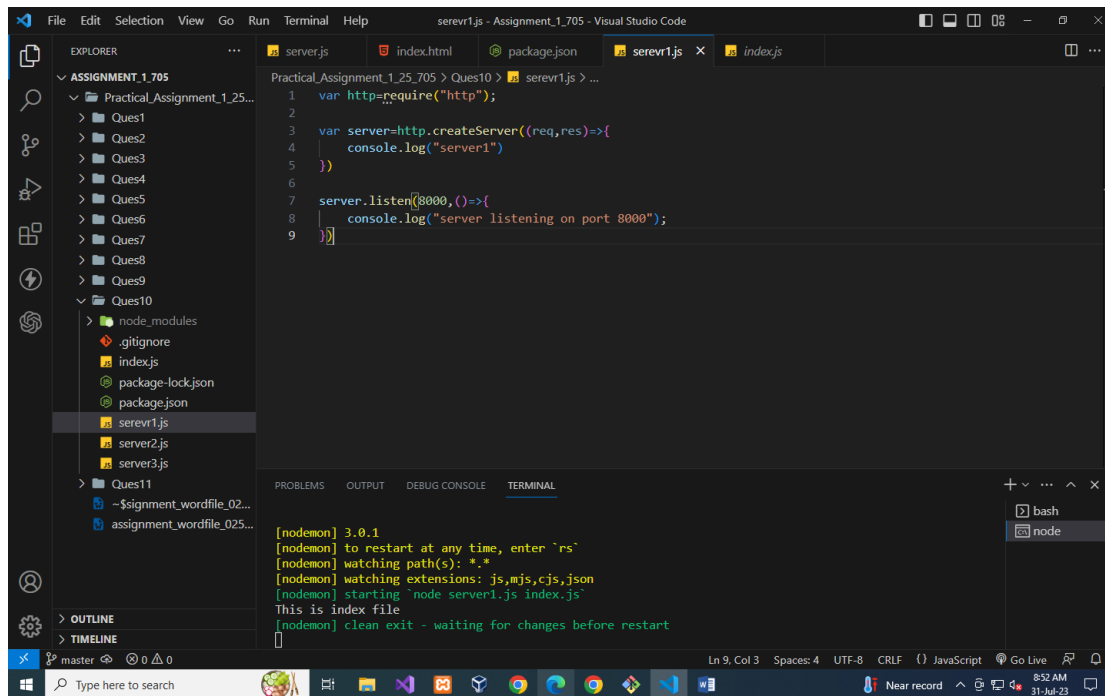 File Edit Selection View Go Run Terminal Help serevr1.js - Assignment_1_705 - Visual Studio Code
EXPLORER ...
ASSIGNMENT_1_705
Practical_Assignment_1_25...
Ques1
Ques2
Ques3
Ques4
Ques5
Ques6
Ques7
Ques8
Ques9
Ques10
node_modules
.gitignore
JS index.js
package-lock.json
package.json
JS serevr1.js
JS server2.js
JS server3.js
Ques11
~$signment_wordfile_02...
assignment_wordfile_025...
OUTLINE
TIMELINE
JS server.js index.html package.json JS serevr1.js JS index.js
Practical_Assignment_1_25_705 > Ques10 > JS serevr1.js > ...
1 var http=require("http");
2
3 var server=http.createServer((req,res)=>{
4 console.log("server1")
5 })
6
7 server.listen(8000,()=>{
8 console.log("server listening on port 8000");
9 })
PROBLEMS OUTPUT DEBUG CONSOLE TERMINAL
[nodemon] 3.0.1
[nodemon] to restart at any time, enter `rs`
[nodemon] watching path(s): *.*
[nodemon] watching extensions: js,mjs,cjs,json
[nodemon] starting `node server1.js index.js`
This is index file
[nodemon] clean exit - waiting for changes before restart
bash
node
master 0 0 Ln 9, Col 3 Spaces: 4 UTF-8 CRLF {} JavaScript Go Live
Type here to search Near record 8:52 AM
31-Jul-23